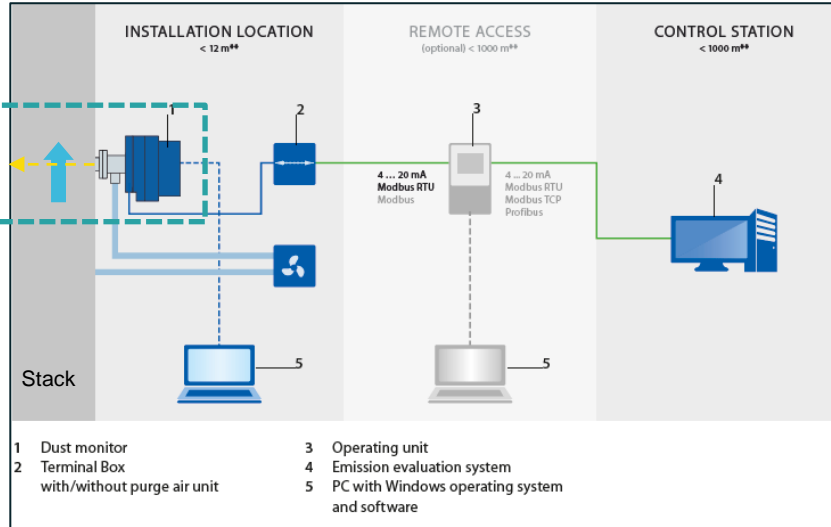 INSTALLATION LOCATION
< 12 m**
REMOTE ACCESS
(optional) < 1000 m**
CONTROL STATION
< 1000 m**
1
2
3
4 ... 20 mA
Modbus RTU
Modbus
4 ... 20 mA
Modbus RTU
Modbus TCP
Profibus
4
5
5
Stack
1 Dust monitor
2 Terminal Box
with/without purge air unit
3 Operating unit
4 Emission evaluation system
5 PC with Windows operating system
and software